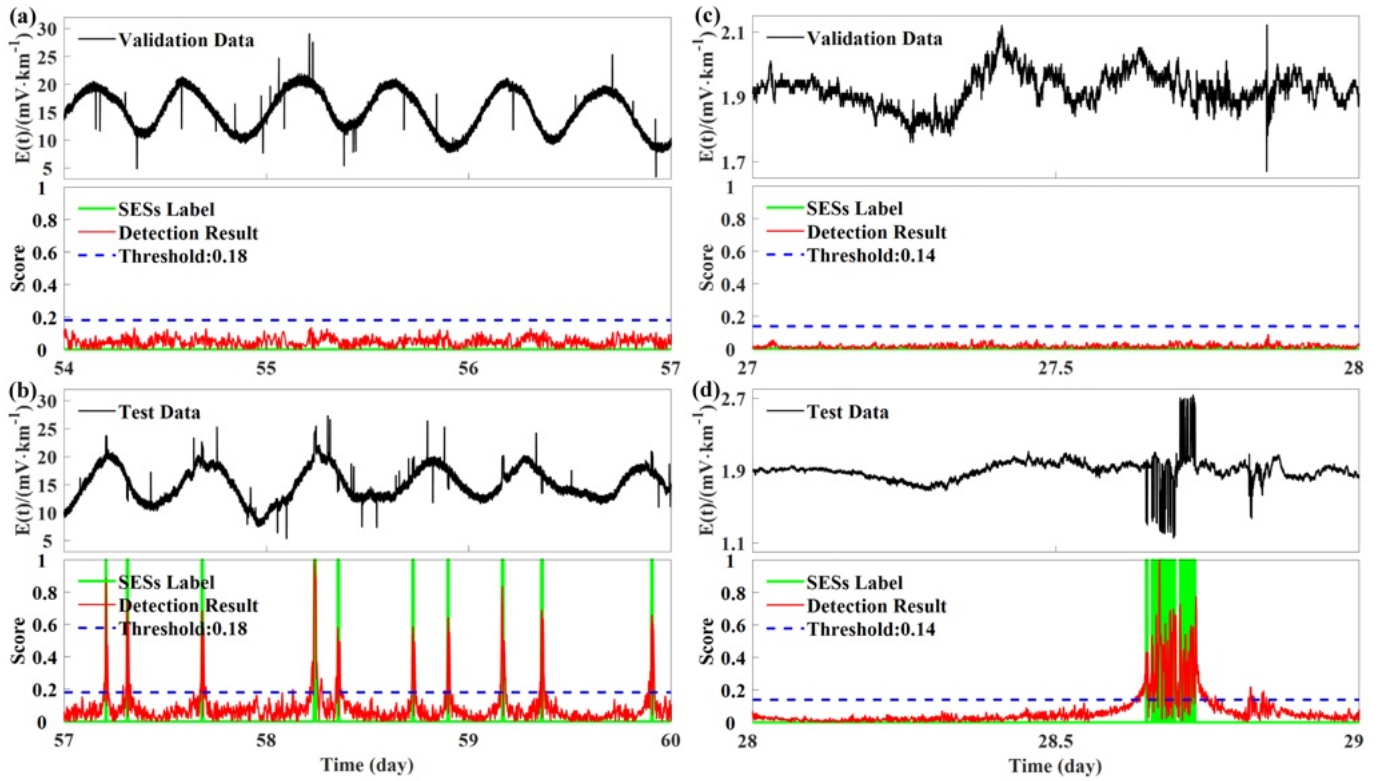 (a)
30
25
20
15
10
5
E(t)/(mV·km⁻¹)
Validation Data
1
0.8
0.6
0.4
0.2
0
Score
SESs Label
Detection Result
Threshold:0.18
54 55 56 57
(c)
2.1
1.9
1.7
E(t)/(mV·km⁻¹)
Validation Data
1
0.8
0.6
0.4
0.2
0
Score
SESs Label
Detection Result
Threshold:0.14
27 27.5 28
(b)
30
25
20
15
10
5
E(t)/(mV·km⁻¹)
Test Data
1
0.8
0.6
0.4
0.2
0
Score
SESs Label
Detection Result
Threshold:0.18
57 58 59 60
Time (day)
(d)
2.7
1.9
1.1
E(t)/(mV·km⁻¹)
Test Data
1
0.8
0.6
0.4
0.2
0
Score
SESs Label
Detection Result
Threshold:0.14
28 28.5 29
Time (day)